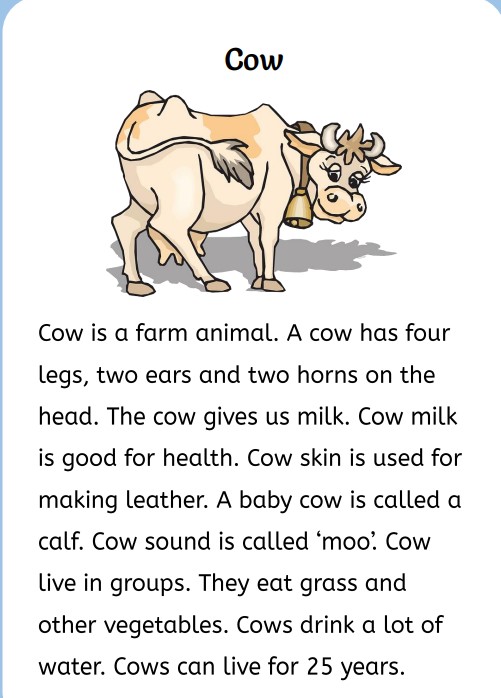 Cow
Cow is a farm animal. A cow has four
legs, two ears and two horns on the
head. The cow gives us milk. Cow milk
is good for health. Cow skin is used for
making leather. A baby cow is called a
calf. Cow sound is called ‘moo’. Cow
live in groups. They eat grass and
other vegetables. Cows drink a lot of
water. Cows can live for 25 years.